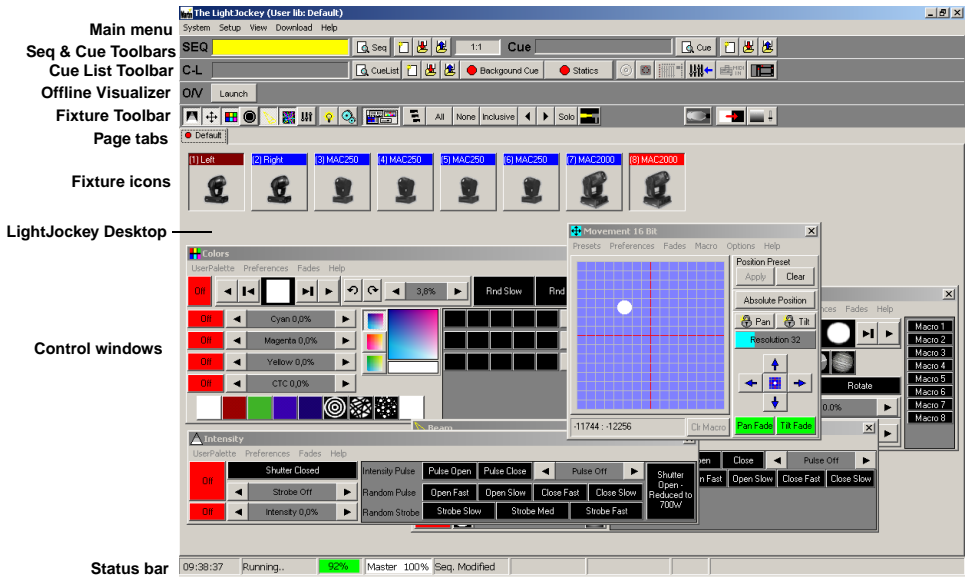 The LightJockey (User lib: Default)
Main menu
System Setup View Download Help
Seq & Cue Toolbars
SEQ Seq 1:1 Cue Cue
Cue List Toolbar
C-L CueList Backgound Cue Statics
Offline Visualizer
O/V Launch
Fixture Toolbar
All None Inclusive Solo
Page tabs
Default
Fixture icons
(1) Left (2) Right (3) MAC250 (4) MAC250 (5) MAC250 (6) MAC250 (7) MAC2000 (8) MAC2000
LightJockey Desktop
Control windows
Colors
UserPalette Preferences Fades Help
Off 3,8% Rnd Slow Rnd
Off Cyan 0,0%
Off Magenta 0,0%
Off Yellow 0,0%
Off CTC 0,0%
Movement 16 Bit
Presets Preferences Fades Macro Options Help
Position Preset
Apply Clear
Absolute Position
Pan Tilt
Resolution 32
-11744 : -12256 Clr Macro Pan Fade Tilt Fade
nces Fades Help
Macro 1
Macro 2
Macro 3
Macro 4
Macro 5
Macro 6
Macro 7
Macro 8
Rotate
0.0%
Beam
Intensity
UserPalette Preferences Fades Help
Off Shutter Closed
Strobe Off
Off Intensity 0,0%
Intensity Pulse Pulse Open Pulse Close Pulse Off
Random Pulse Open Fast Open Slow Close Fast Close Slow
Random Strobe Strobe Slow Strobe Med Strobe Fast
Shutter
Open -
Reduced to
700W
pen Close Pulse Off
n Fast Open Slow Close Fast Close Slow
Status bar
09:38:37 Running.. 92% Master 100% Seq. Modified